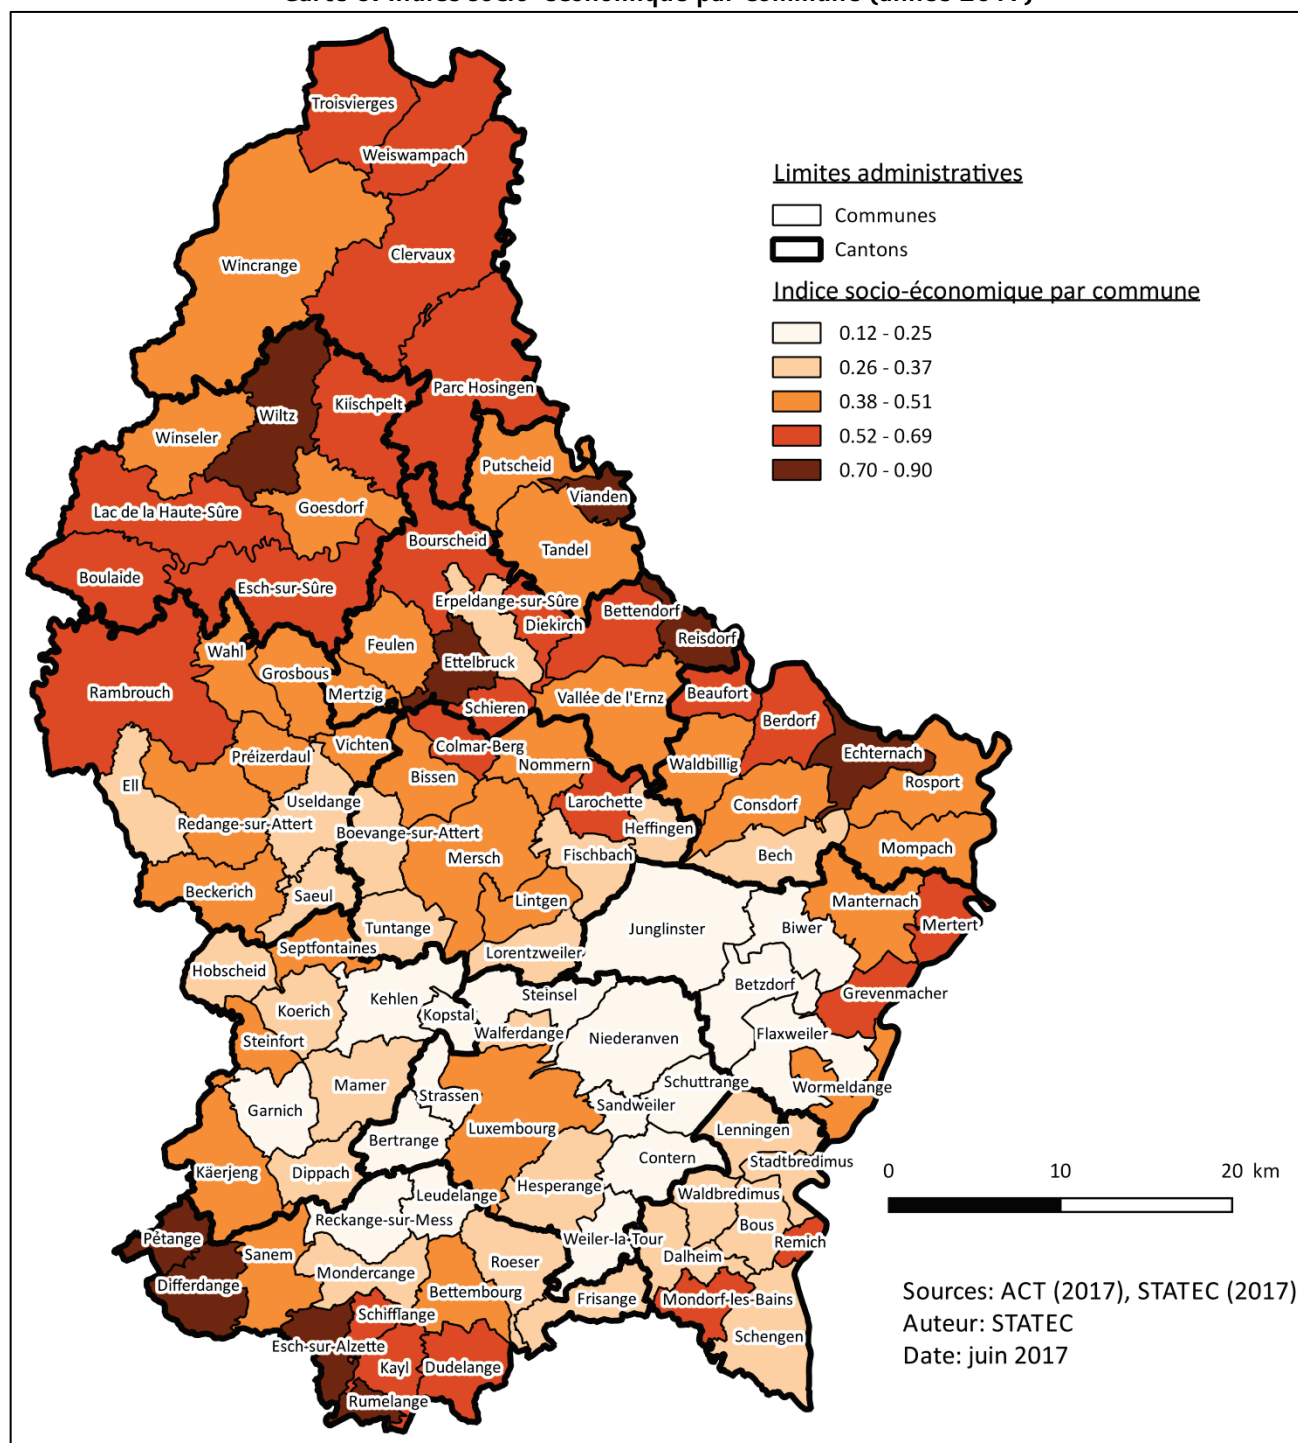 Carte 6: Indice socio-économique par commune (année 2017)
Troisvierges
Weiswampach
Limites administratives
Communes
Clervaux
Cantons
Wincrange
Indice socio-économique par commune
0.12 - 0.25
0.26 - 0.37
0.38 - 0.51
0.52 - 0.69
0.70 - 0.90
Parc Hosingen
Kiischpelt
Wiltz
Winseler
Putscheid
Vianden
Goesdorf
Lac de la Haute-Sûre
Bourscheid
Tandel
Boulaide
Esch-sur-Sûre
Erpeldange-sur-Sûre
Bettendorf
Diekirch
Reisdorf
Feulen
Wahl
Ettelbruck
Grosbous
Rambrouch
Mertzig
Vallée de l'Ernz
Beaufort
Schieren
Berdorf
Vichten
Colmar-Berg
Echternach
Préizerdaul
Nommern
Waldbillig
Bissen
Rosport
Ell
Useldange
Larochette
Consdorf
Redange-sur-Attert
Boevange-sur-Attert
Heffingen
Mompach
Mersch
Fischbach
Bech
Beckerich
Saeul
Lintgen
Manternach
Tuntange
Junglinster
Biwer
Mertert
Septfontaines
Lorentzweiler
Hobscheid
Betzdorf
Grevenmacher
Steinsel
Kehlen
Koerich
Kopstal
Walferdange
Niederanven
Flaxweiler
Steinfort
Schuttrange
Mamer
Strassen
Wormeldange
Garnich
Sandweiler
Luxembourg
Lenningen
Bertrange
Contern
Stadtbredimus
0 10 20 km
Käerjeng
Dippach
Hesperange
Leudelange
Waldbredimus
Reckange-sur-Mess
Bous
Pétange
Weiler-la-Tour
Remich
Sanem
Roeser
Dalheim
Mondercange
Differdange
Bettembourg
Frisange
Mondorf-les-Bains
Schifflange
Schengen
Esch-sur-Alzette
Kayl
Dudelange
Rumelange
Sources: ACT (2017), STATEC (2017)
Auteur: STATEC
Date: juin 2017